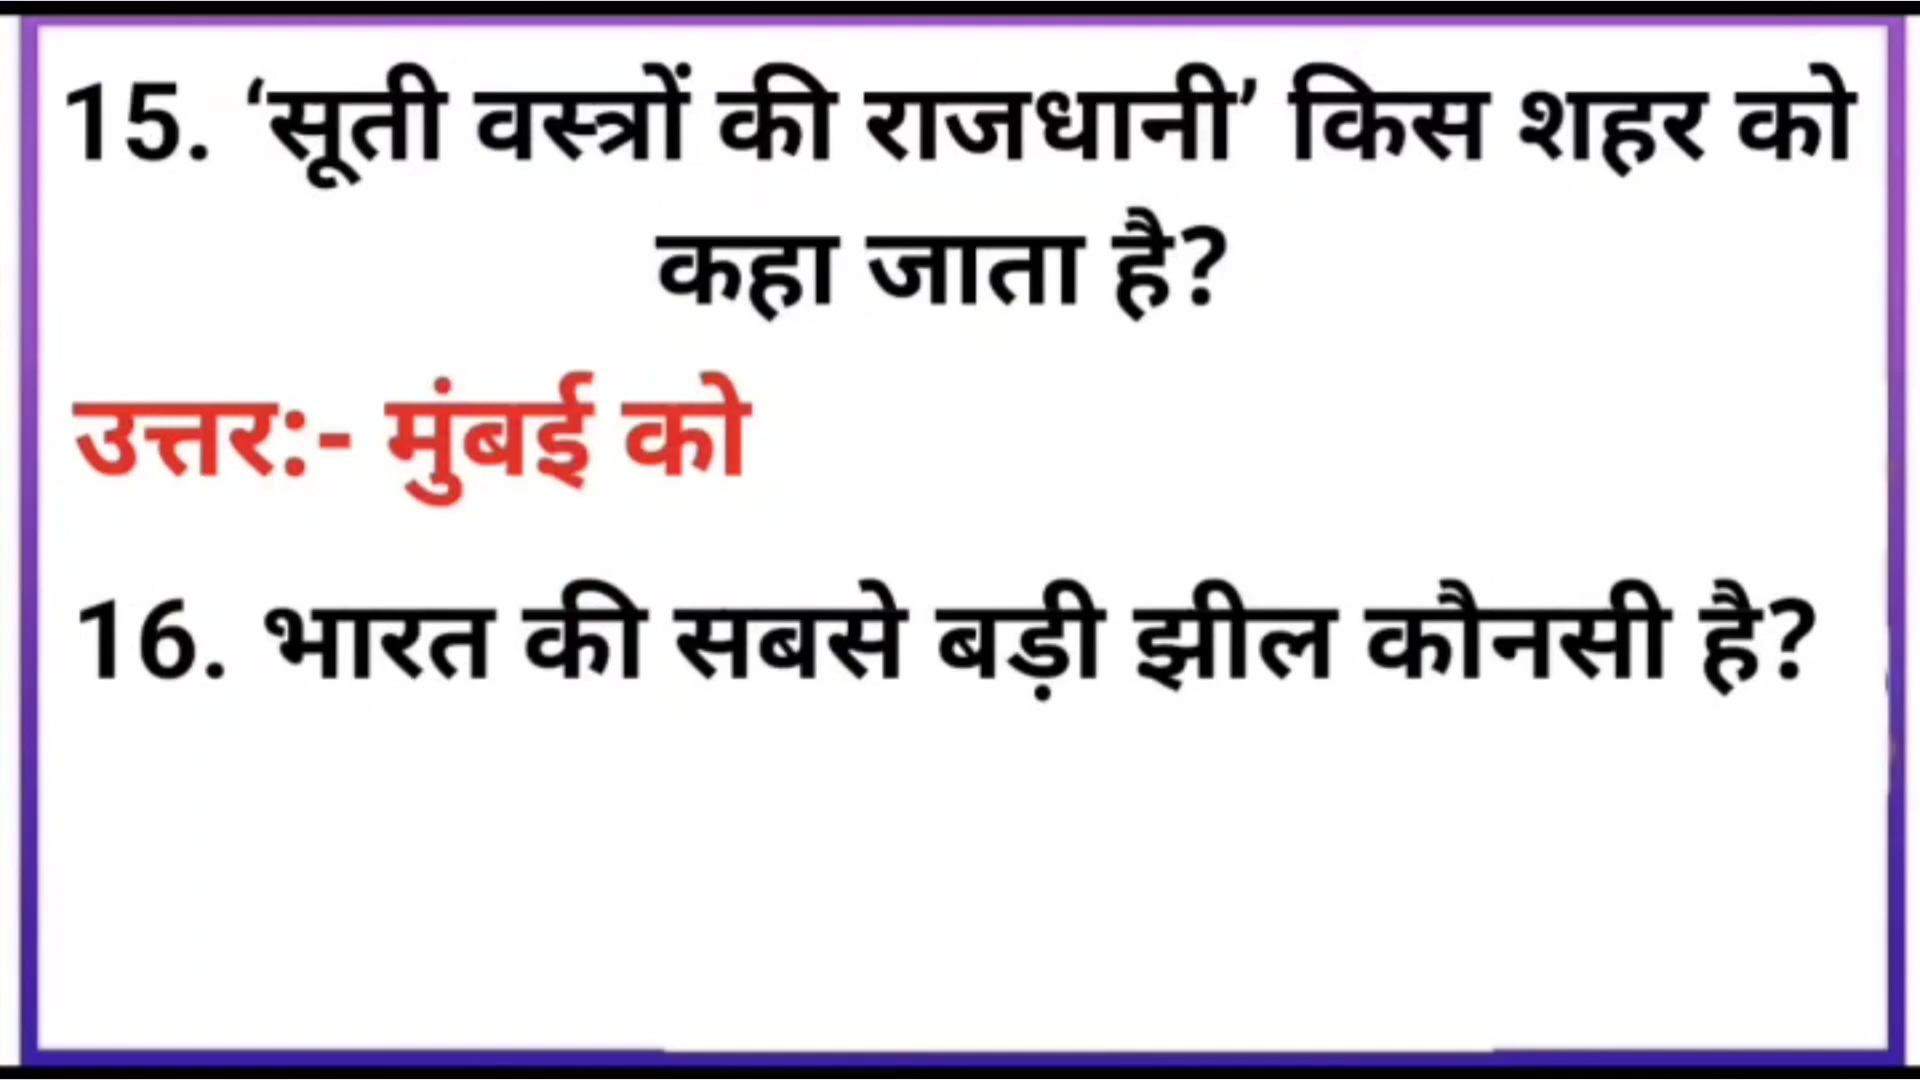 15. ‘सूती वस्त्रों की राजधानी’ किस शहर को
कहा जाता है?
उत्तर:- मुंबई को
16. भारत की सबसे बड़ी झील कौनसी है?